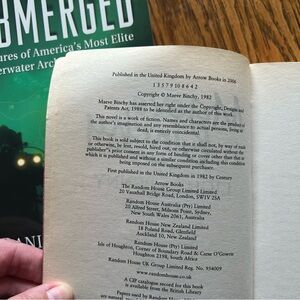 BMERGED
ures of America's Most Elite
erwater Arc
Published in the United Kingdom by Arrow Books in 2006
1 3 5 7 9 10 8 6 4 2
Copyright © Maeve Binchy, 1982
Maeve Binchy has asserted her right under the Copyright, Designs and
Patents Act, 1988 to be identified as the author of this work.
This novel is a work of fiction. Names and characters are the product of
the author's imagination and any resemblance to actual persons, living or
dead, is entirely coincidental
This book is sold subject to the condition that it shall not, by way of trade
or otherwise, be lent, resold, hired out, or otherwise circulated without the
publisher's prior consent in any form of binding or cover other than that in
which it is published and without a similar condition including this condition
being imposed on the subsequent purchaser
First published in the United Kingdom in 1982 by Century
Arrow Books
The Random House Group Limited
20 Vauxhall Bridge Road, London, SW1V 2SA
Random House Australia (Pty) Limited
20 Alfred Street, Milsons Point, Sydney,
New South Wales 2061, Australia
Random House New Zealand Limited
18 Poland Road, Glenfield
Auckland 10, New Zealand
Random House (Pty) Limited
Isle of Houghton, Corner of Boundary Road & Carse O'Gowrie
Houghton 2198, South Africa
Random House UK Group Limited Reg. No. 954009
www.randomhouse.co.uk
A CIP catalogue record for this book
is available from the British Library
Papers used by Random House
ANI